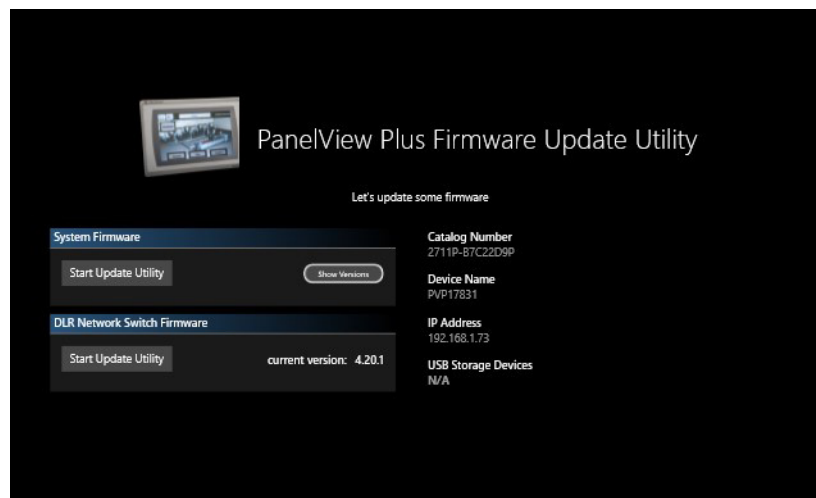 PanelView Plus Firmware Update Utility
Let's update some firmware
System Firmware
Start Update Utility
Show Versions
DLR Network Switch Firmware
Start Update Utility
current version: 4.20.1
Catalog Number
2711P-B7C22D9P
Device Name
PVP17831
IP Address
192.168.1.73
USB Storage Devices
N/A